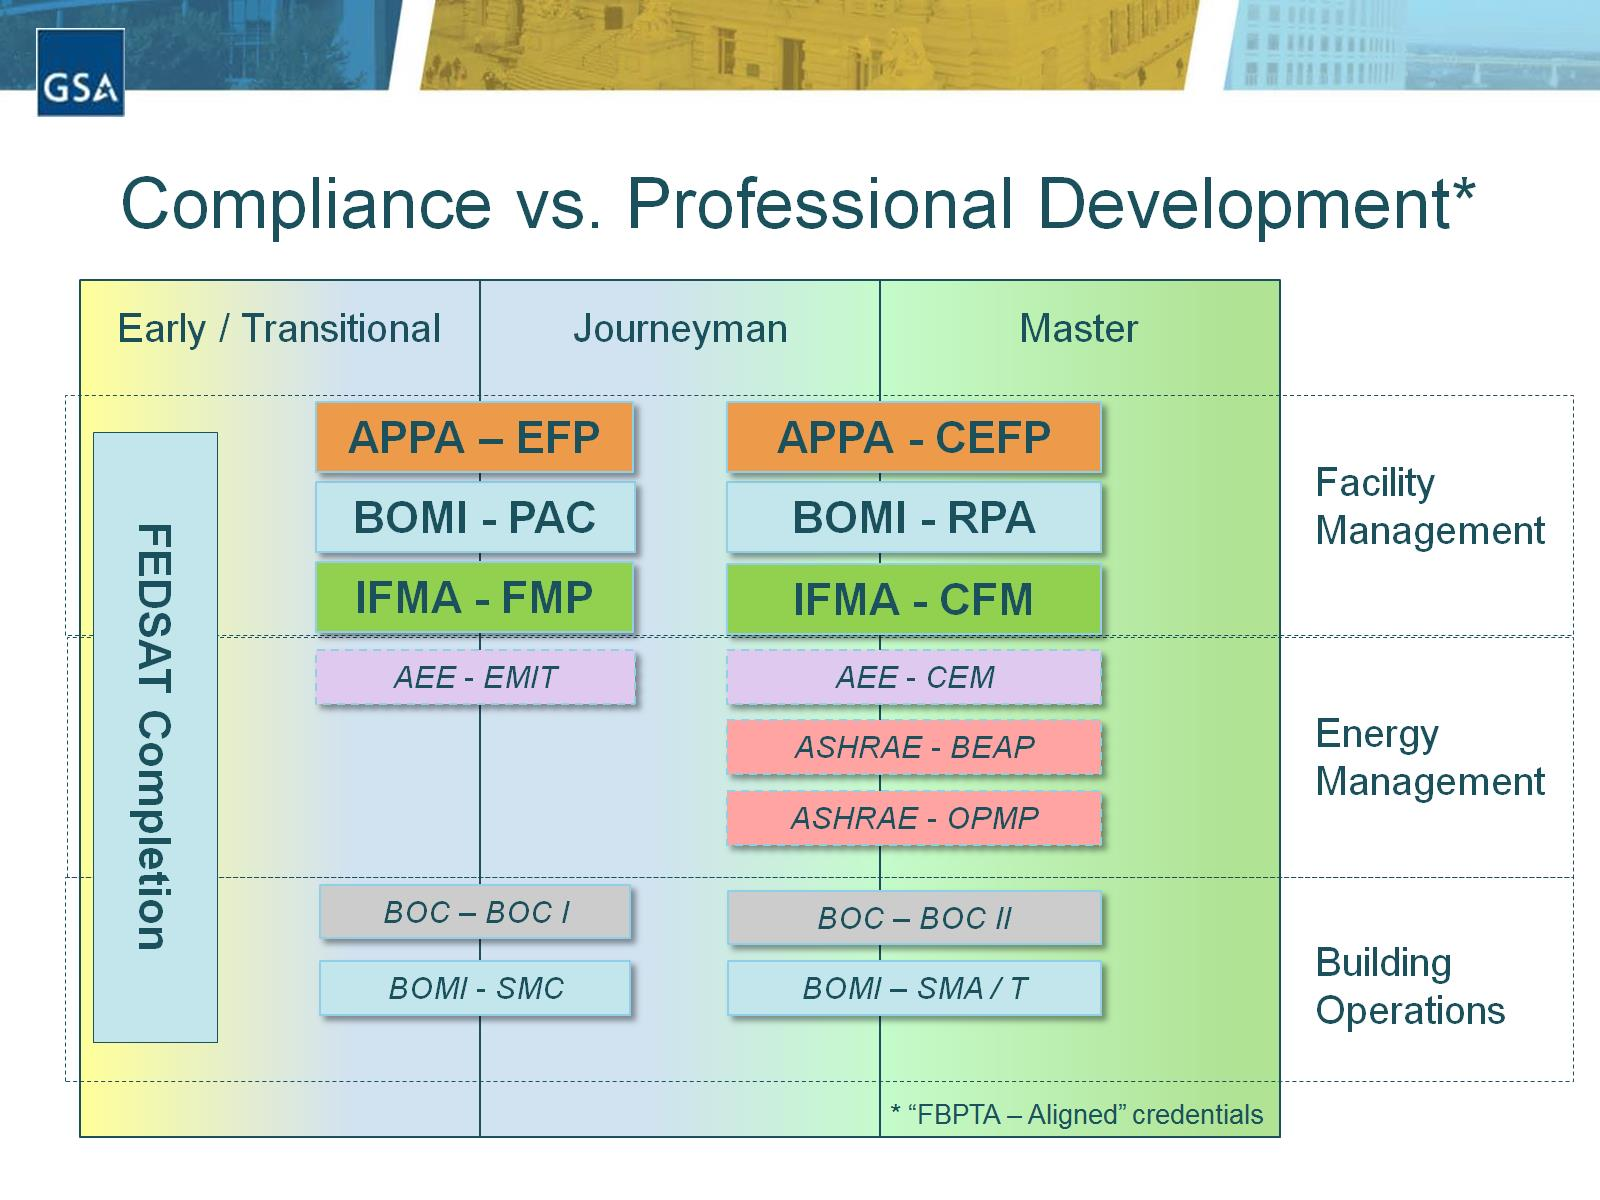 GSA
Compliance vs. Professional Development*
Early / Transitional
Journeyman
Master
FEDSAT Completion
APPA – EFP
APPA - CEFP
BOMI - PAC
BOMI - RPA
IFMA - FMP
IFMA - CFM
Facility
Management
AEE - EMIT
AEE - CEM
ASHRAE - BEAP
ASHRAE - OPMP
Energy
Management
BOC – BOC I
BOC – BOC II
BOMI - SMC
BOMI – SMA / T
Building
Operations
* “FBPTA – Aligned” credentials